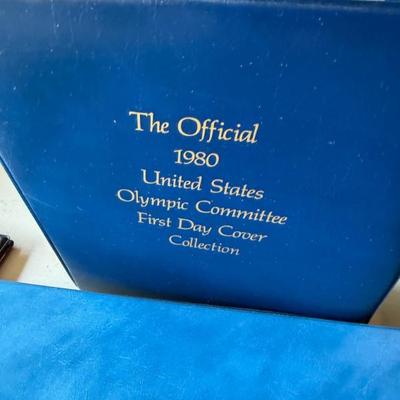 The Official
1980
United States
Olympic Committee
First Day Cover
Collection